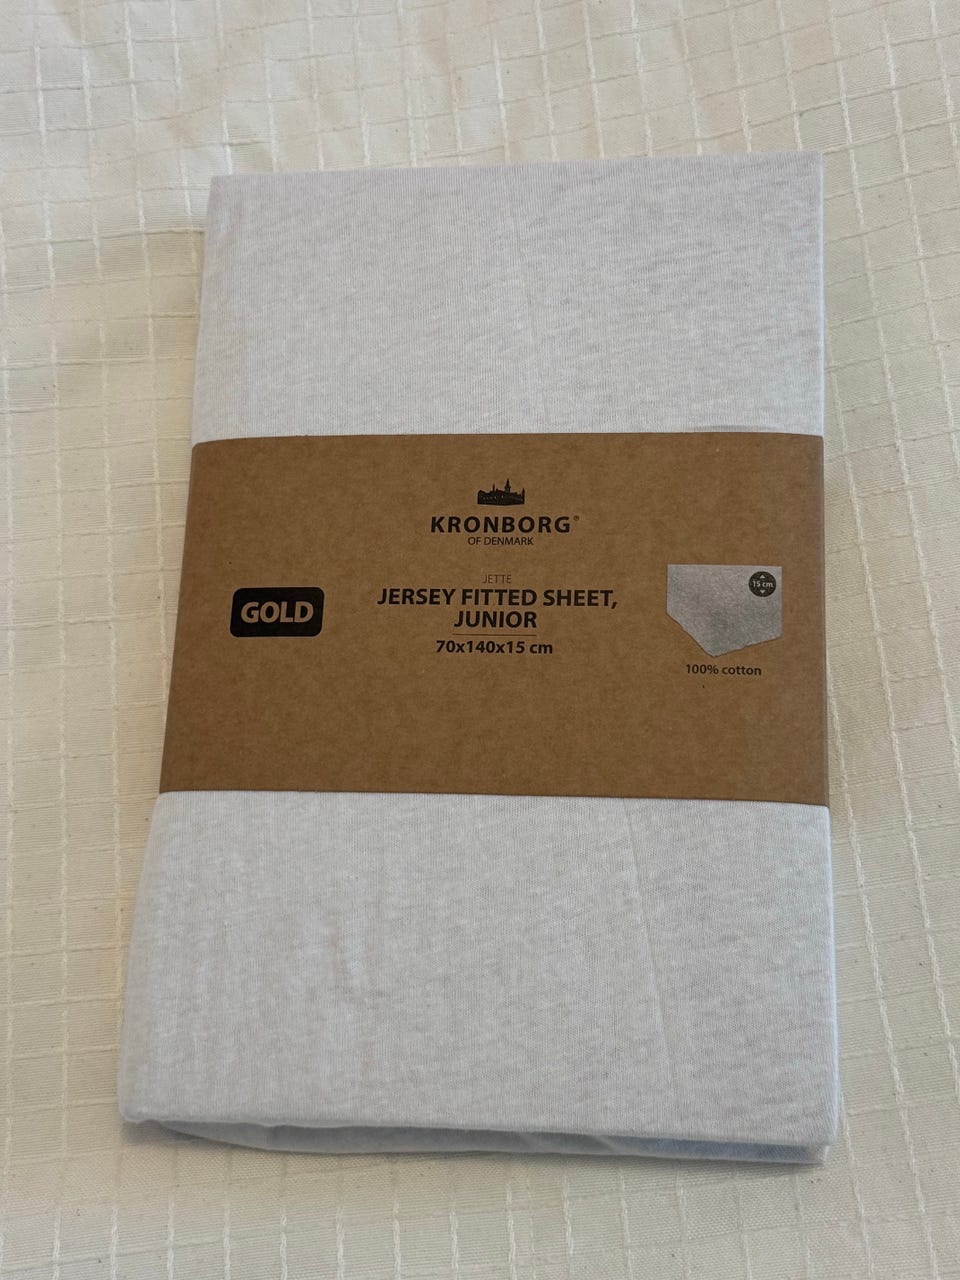 KRONBORG®
OF DENMARK
JETTE
JERSEY FITTED SHEET,
JUNIOR
70x140x15 cm
GOLD
15 cm
100% cotton